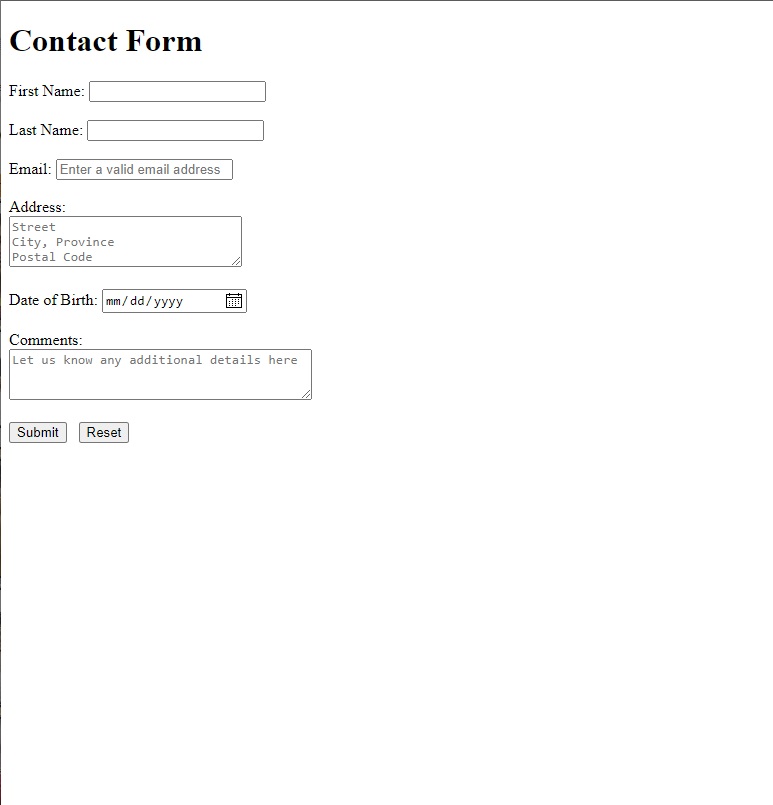 Contact Form
First Name:
Last Name:
Email: Enter a valid email address
Address:
Street
City, Province
Postal Code
Date of Birth: mm/dd/yyyy
Comments:
Let us know any additional details here
Submit Reset